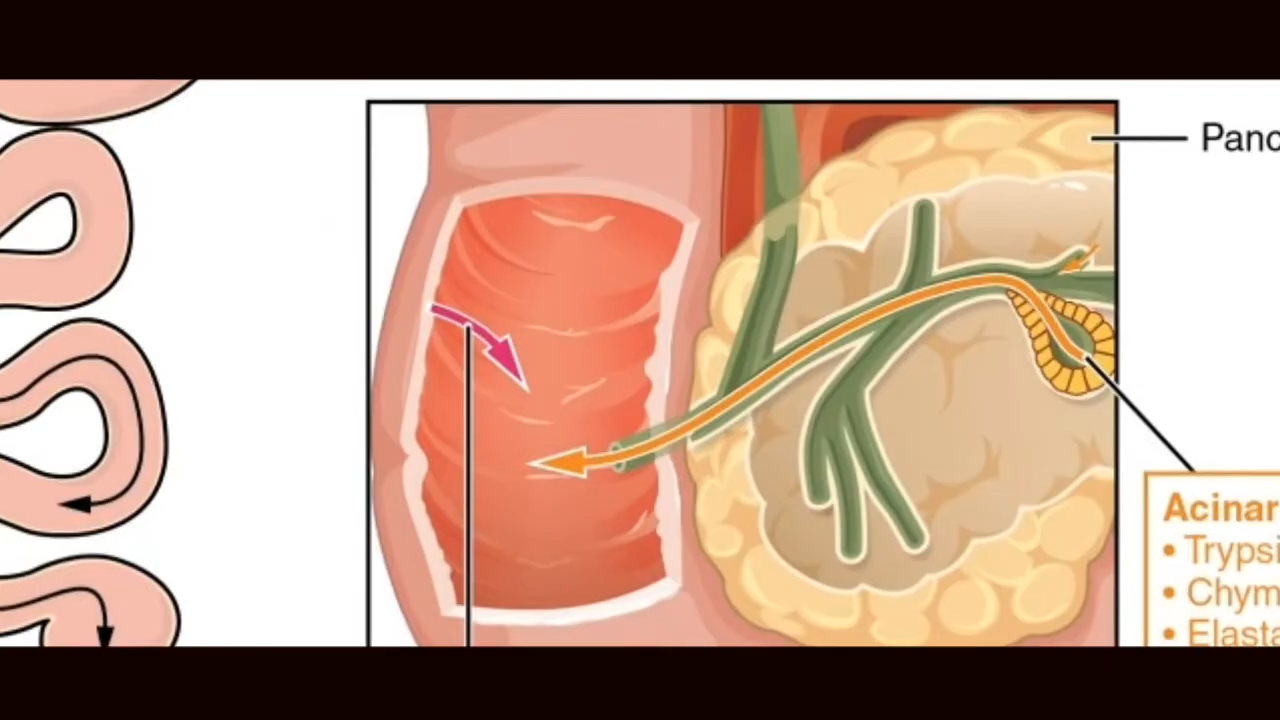 Panc
Acinar
• Trypsi
• Chym
• Elasta